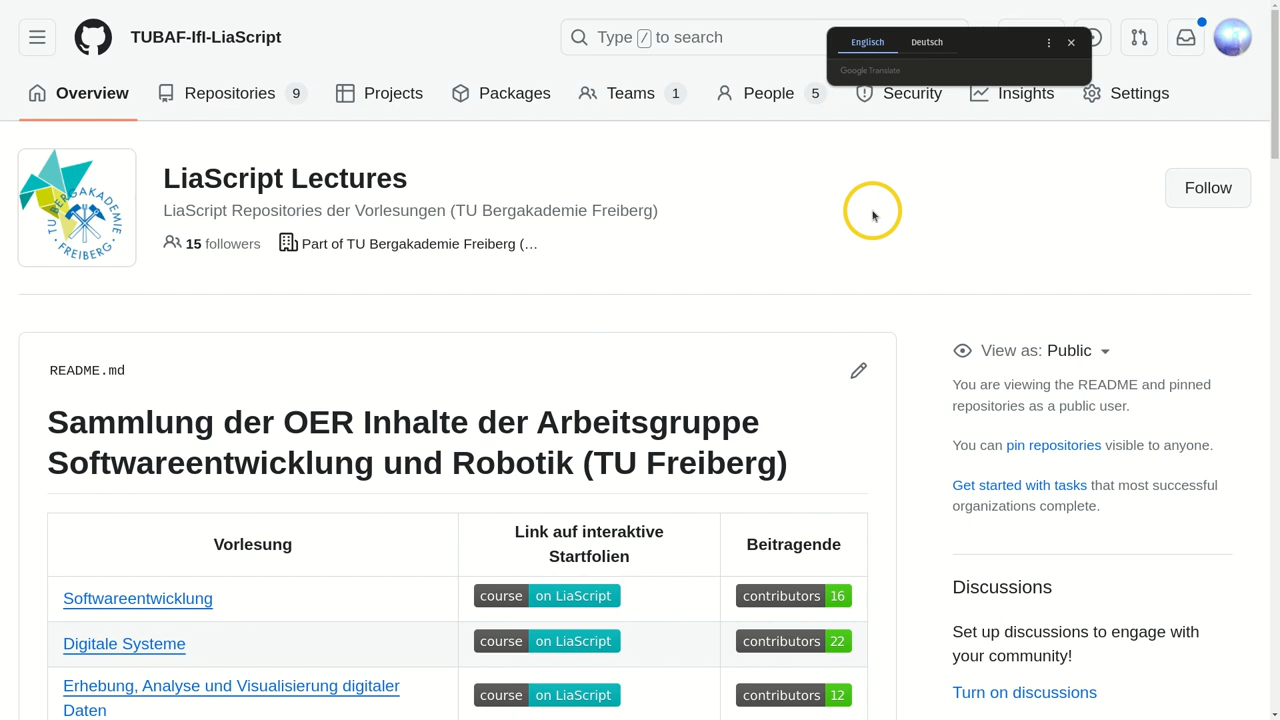 TUBAF-IfI-LiaScript
Type / to search
Englisch
Deutsch
Google Translate
Overview
Repositories 9
Projects
Packages
Teams 1
People 5
Security
Insights
Settings
TU BERGAKADEMIE FREIBERG
LiaScript Lectures
LiaScript Repositories der Vorlesungen (TU Bergakademie Freiberg)
15 followers
Part of TU Bergakademie Freiberg (…
Follow
README.md
Sammlung der OER Inhalte der Arbeitsgruppe
Softwareentwicklung und Robotik (TU Freiberg)
Vorlesung
Link auf interaktive
Startfolien
Beitragende
Softwareentwicklung
course on LiaScript
contributors 16
Digitale Systeme
course on LiaScript
contributors 22
Erhebung, Analyse und Visualisierung digitaler
Daten
course on LiaScript
contributors 12
View as: Public
You are viewing the README and pinned
repositories as a public user.
You can pin repositories visible to anyone.
Get started with tasks that most successful
organizations complete.
Discussions
Set up discussions to engage with
your community!
Turn on discussions